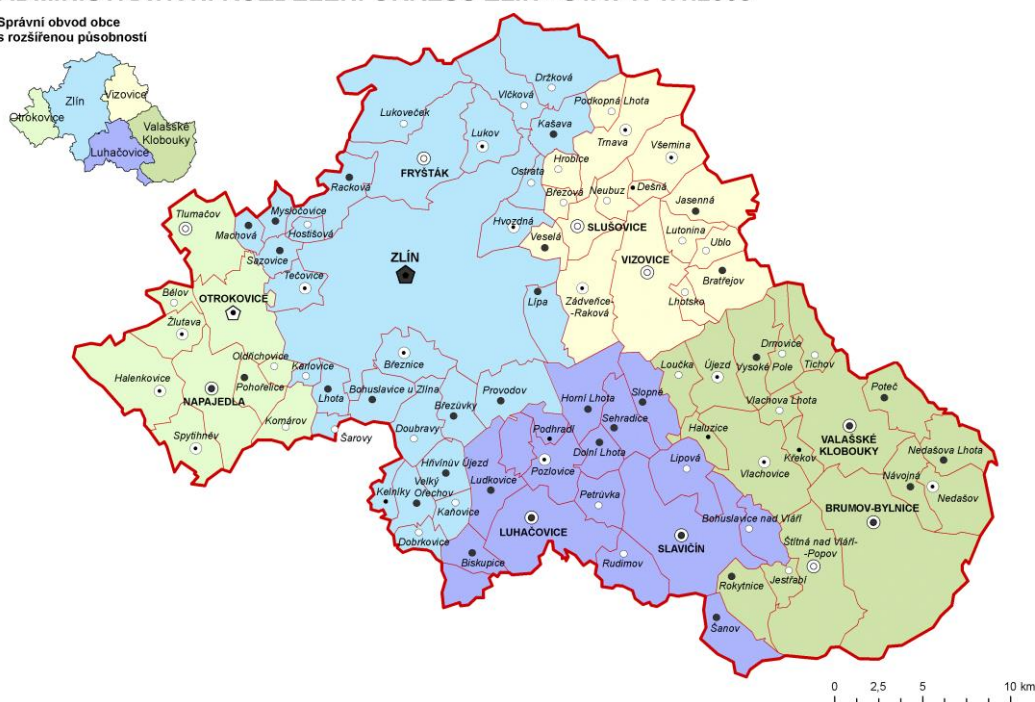 Správní obvod obce
s rozšířenou působností
Otrokovice
Zlín
Vizovice
Luhačovice
Valašské
Klobouky
Držková
Vlčková
Podkopná Lhota
Lukoveček
Kašava
Trnava
Lukov
Všemina
FRYŠTÁK
Hrobice
Ostrata
Racková
Březová
Neubuz
Dešná
Jasenná
Tlumačov
Mysločovice
Machová
Hostišová
Hvozdná
Veselá
SLUŠOVICE
Lutonina
Ublo
Sazovice
ZLÍN
VIZOVICE
Bratřejov
Tečovice
Lípa
Zádveřice-
-Raková
Lhotsko
Bělov
OTROKOVICE
Žlutava
Oldřichovice
Karlovice
Březnice
Halenkovice
NAPAJEDLA
Pohořelice
Lhota
Bohuslavice u Zlína
Březůvky
Provodov
Komárov
Šarovy
Doubravy
Spytihněv
Loučka
Újezd
Drnovice
Vysoké Pole
Tichov
Slopné
Horní Lhota
Sehradice
Vlachova Lhota
Poteč
Podhradí
Dolní Lhota
Haluzice
VALAŠSKÉ
KLOBOUKY
Nedašova Lhota
Hřivínův Újezd
Pozlovice
Lipová
Vlachovice
Křekov
Návojná
Nedašov
Kelníky
Velký
Ořechov
Ludkovice
Kaňovice
Petrůvka
BRUMOV-BYLNICE
Dobrkovice
LUHAČOVICE
SLAVIČÍN
Bohuslavice nad Vláří
Štítná nad Vláří-
-Popov
Biskupice
Rudimov
Rokytnice
Jestřabí
Šanov
0 2,5 5 10 km